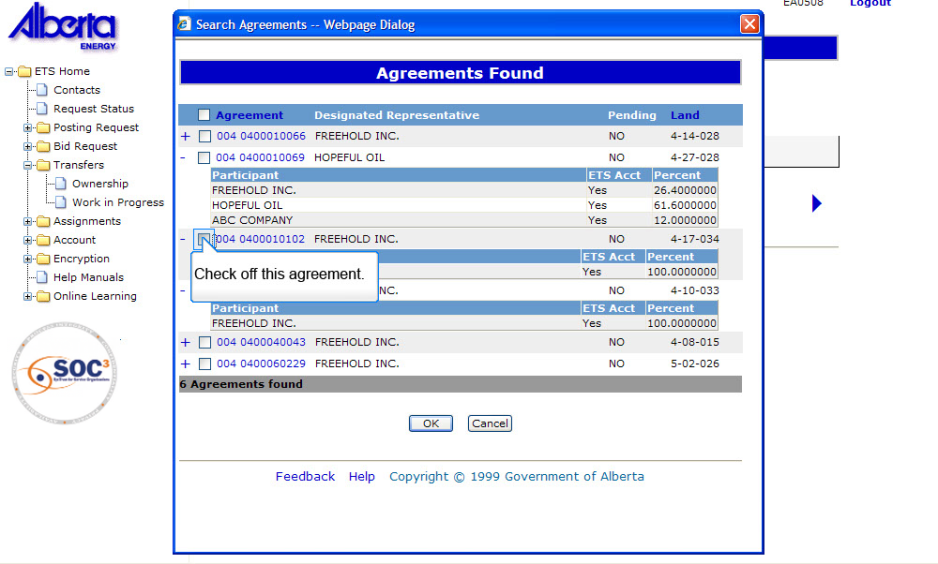 EA0508 Logout
Alberta
ENERGY
Search Agreements -- Webpage Dialog
Agreements Found
ETS Home
Contacts
Request Status
Posting Request
Bid Request
Transfers
Ownership
Work in Progress
Assignments
Account
Encryption
Help Manuals
Online Learning
SOC3
Agreement Designated Representative Pending Land
+ 004 0400010066 FREEHOLD INC. NO 4-14-028
- 004 0400010069 HOPEFUL OIL NO 4-27-028
Participant ETS Acct Percent
FREEHOLD INC. Yes 26.4000000
HOPEFUL OIL Yes 61.6000000
ABC COMPANY Yes 12.0000000
- 004 0400010102 FREEHOLD INC. NO 4-17-034
ETS Acct Percent
Yes 100.0000000
Check off this agreement.
- NC. NO 4-10-033
Participant ETS Acct Percent
FREEHOLD INC. Yes 100.0000000
+ 004 0400040043 FREEHOLD INC. NO 4-08-015
+ 004 0400060229 FREEHOLD INC. NO 5-02-026
6 Agreements found
OK Cancel
Feedback Help Copyright © 1999 Government of Alberta